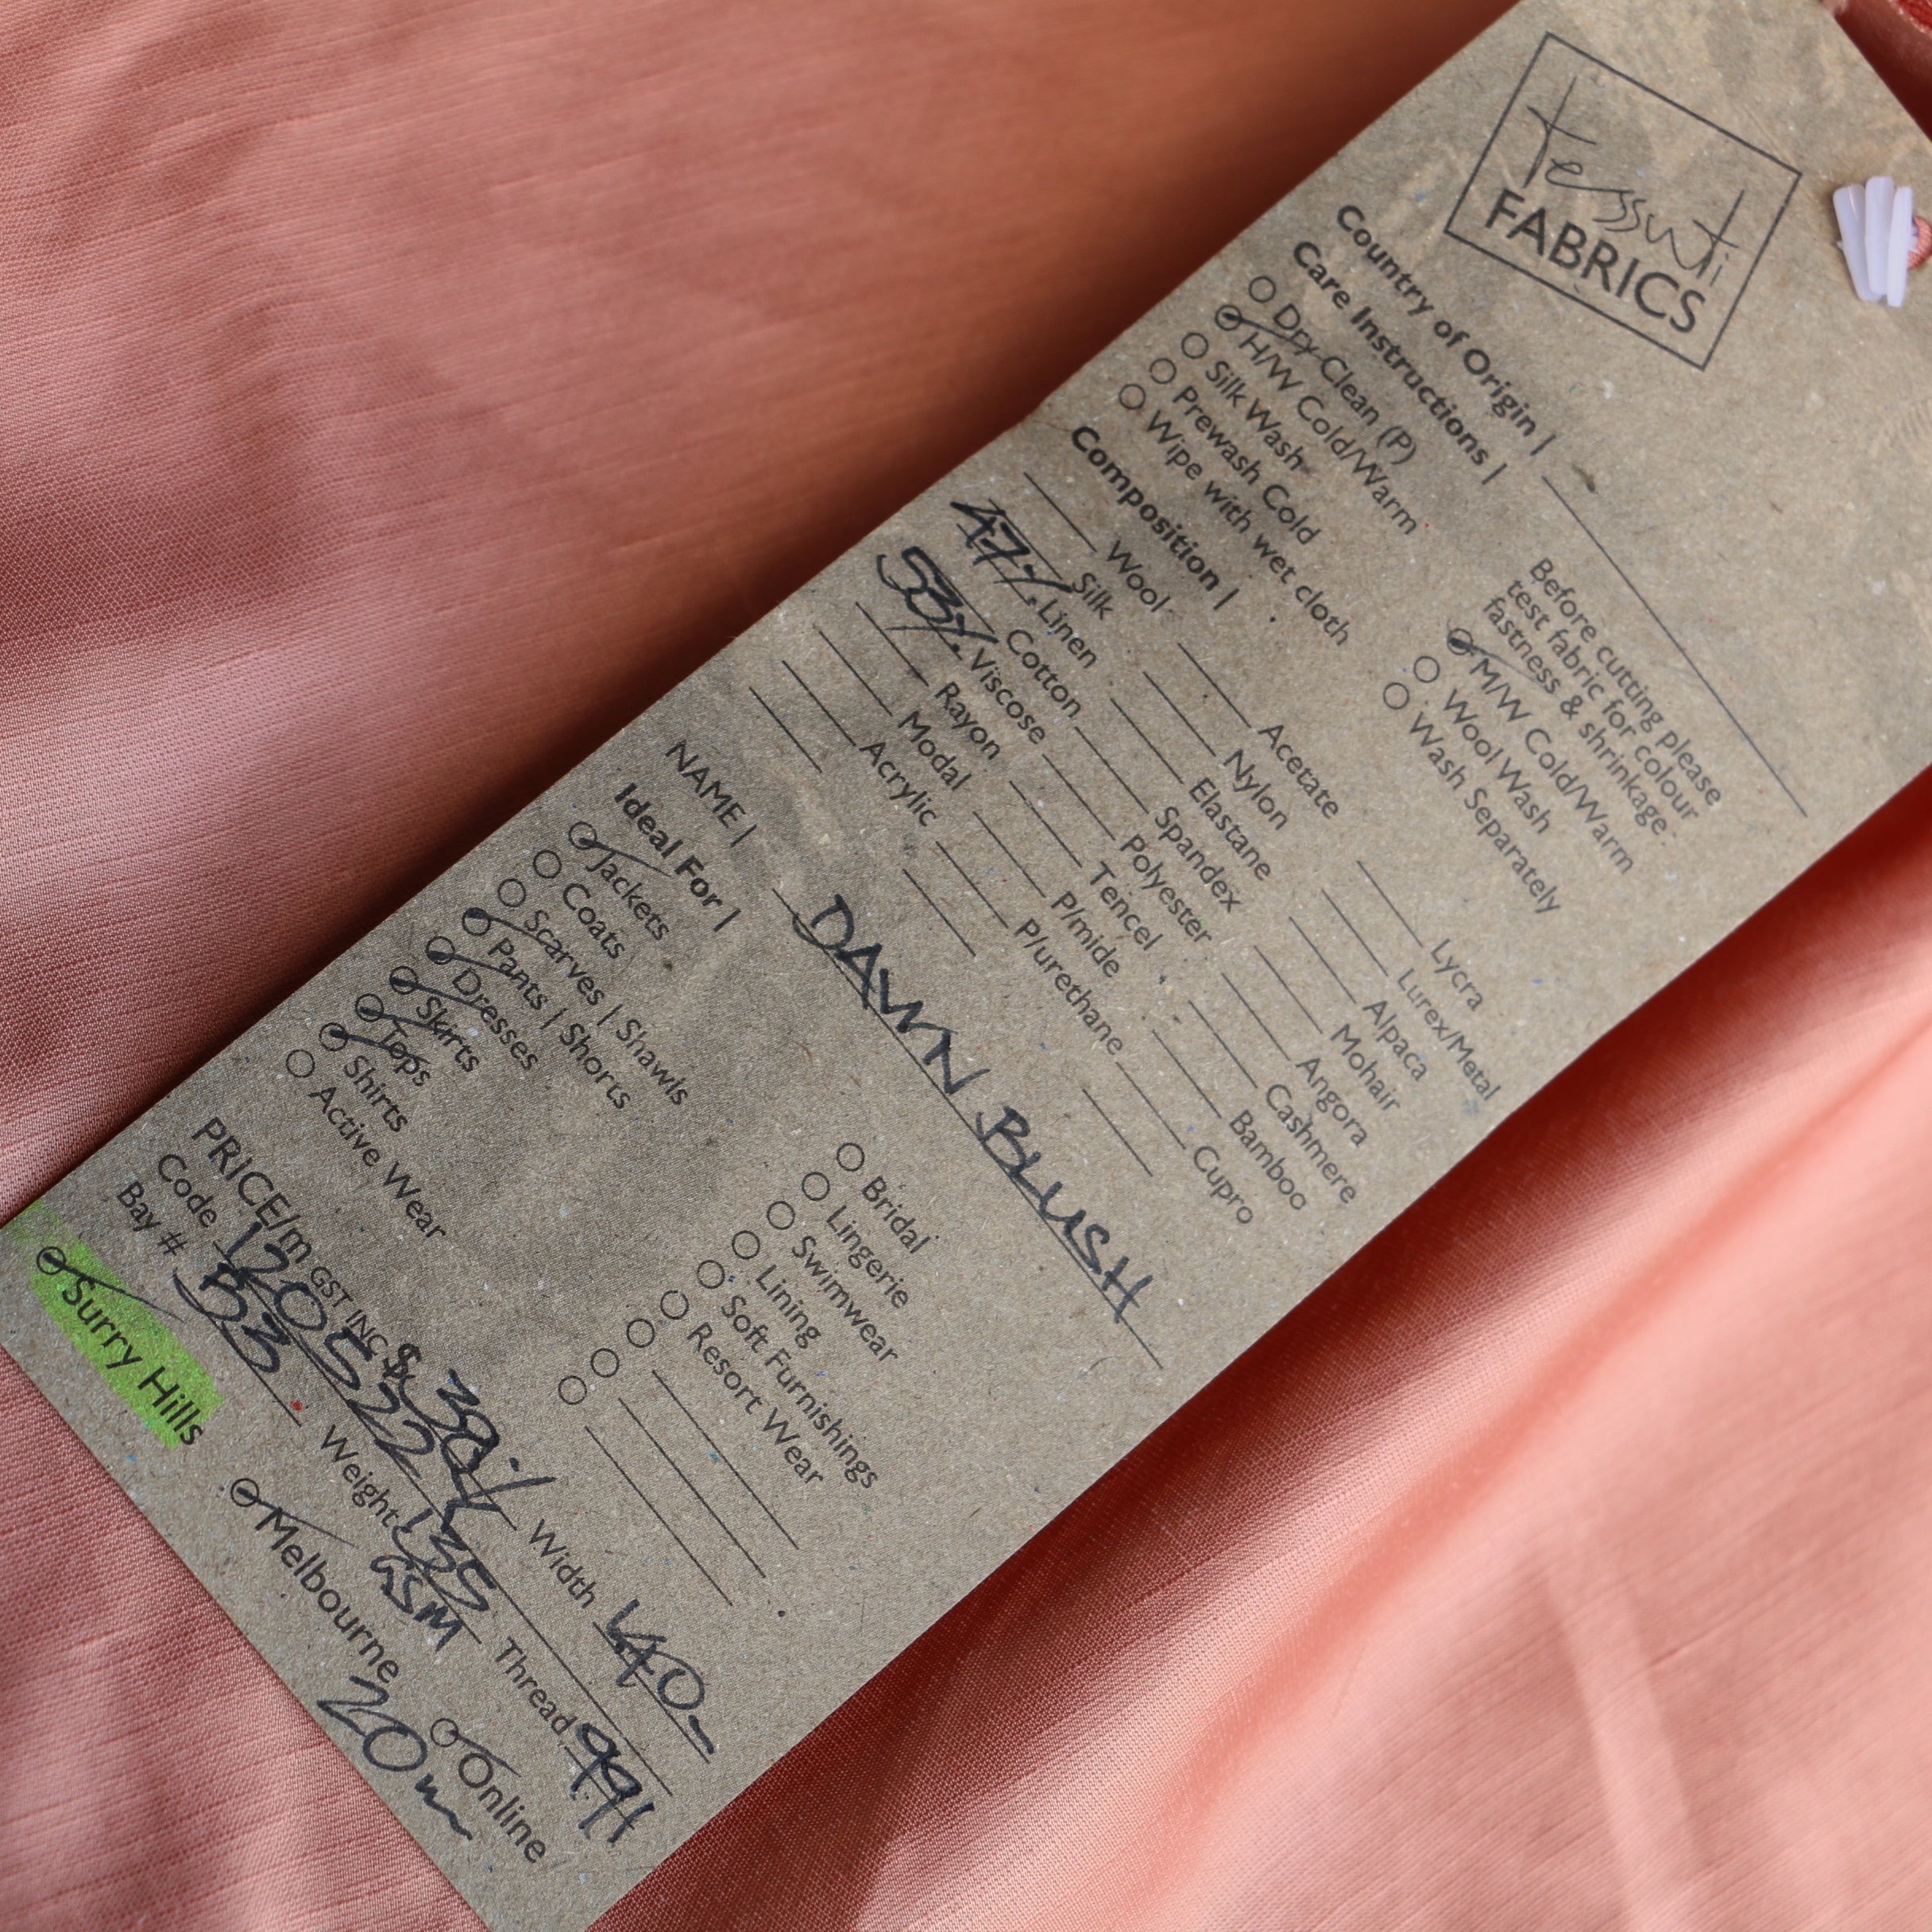 tessuti
FABRICS
Country of Origin |
Care Instructions |
Dry Clean (P)
H/W Cold/Warm
Silk Wash
Prewash Cold
Wipe with wet cloth
Before cutting please
test fabric for colour
fastness & shrinkage.
M/W Cold/Warm
Wool Wash
Wash Separately
Composition |
Wool
Silk
47% Linen
Cotton
53% Viscose
Rayon
Modal
Acrylic
Acetate
Nylon
Elastane
Spandex
Polyester
Tencel
P/mide
P/urethane
Lycra
Lurex/Metal
Alpaca
Mohair
Angora
Cashmere
Bamboo
Cupro
NAME | DAWN BLUSH
Ideal For |
Jackets
Coats
Scarves | Shawls
Pants | Shorts
Dresses
Skirts
Tops
Shirts
Active Wear
Bridal
Lingerie
Swimwear
Lining
Soft Furnishings
Resort Wear
PRICE/m GST INC $ 39.- Width 140-
Code 1205221
Bay # D3 Weight 135 GSM Thread 991
Surry Hills Melbourne Online
20m